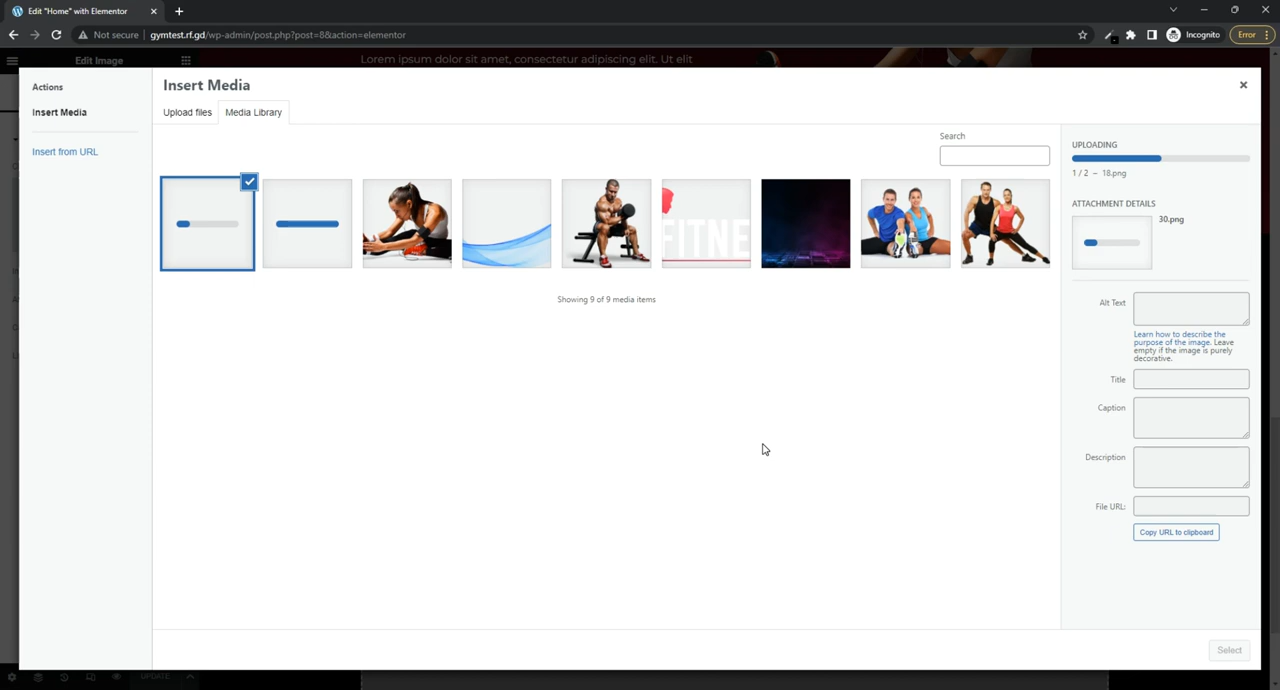 Edit "Home" with Elementor
Not secure
gymtest.rf.gd/wp-admin/post.php?post=8&action=elementor
Incognito
Error
Edit Image
Lorem ipsum dolor sit amet, consectetur adipiscing elit. Ut elit
Actions
Insert Media
Insert from URL
Insert Media
Upload files
Media Library
Search
FITNE
Showing 9 of 9 media items
UPLOADING
1 / 2 – 18.png
ATTACHMENT DETAILS
30.png
Alt Text
Learn how to describe the
purpose of the image. Leave
empty if the image is purely
decorative.
Title
Caption
Description
File URL:
Copy URL to clipboard
Select
UPDATE